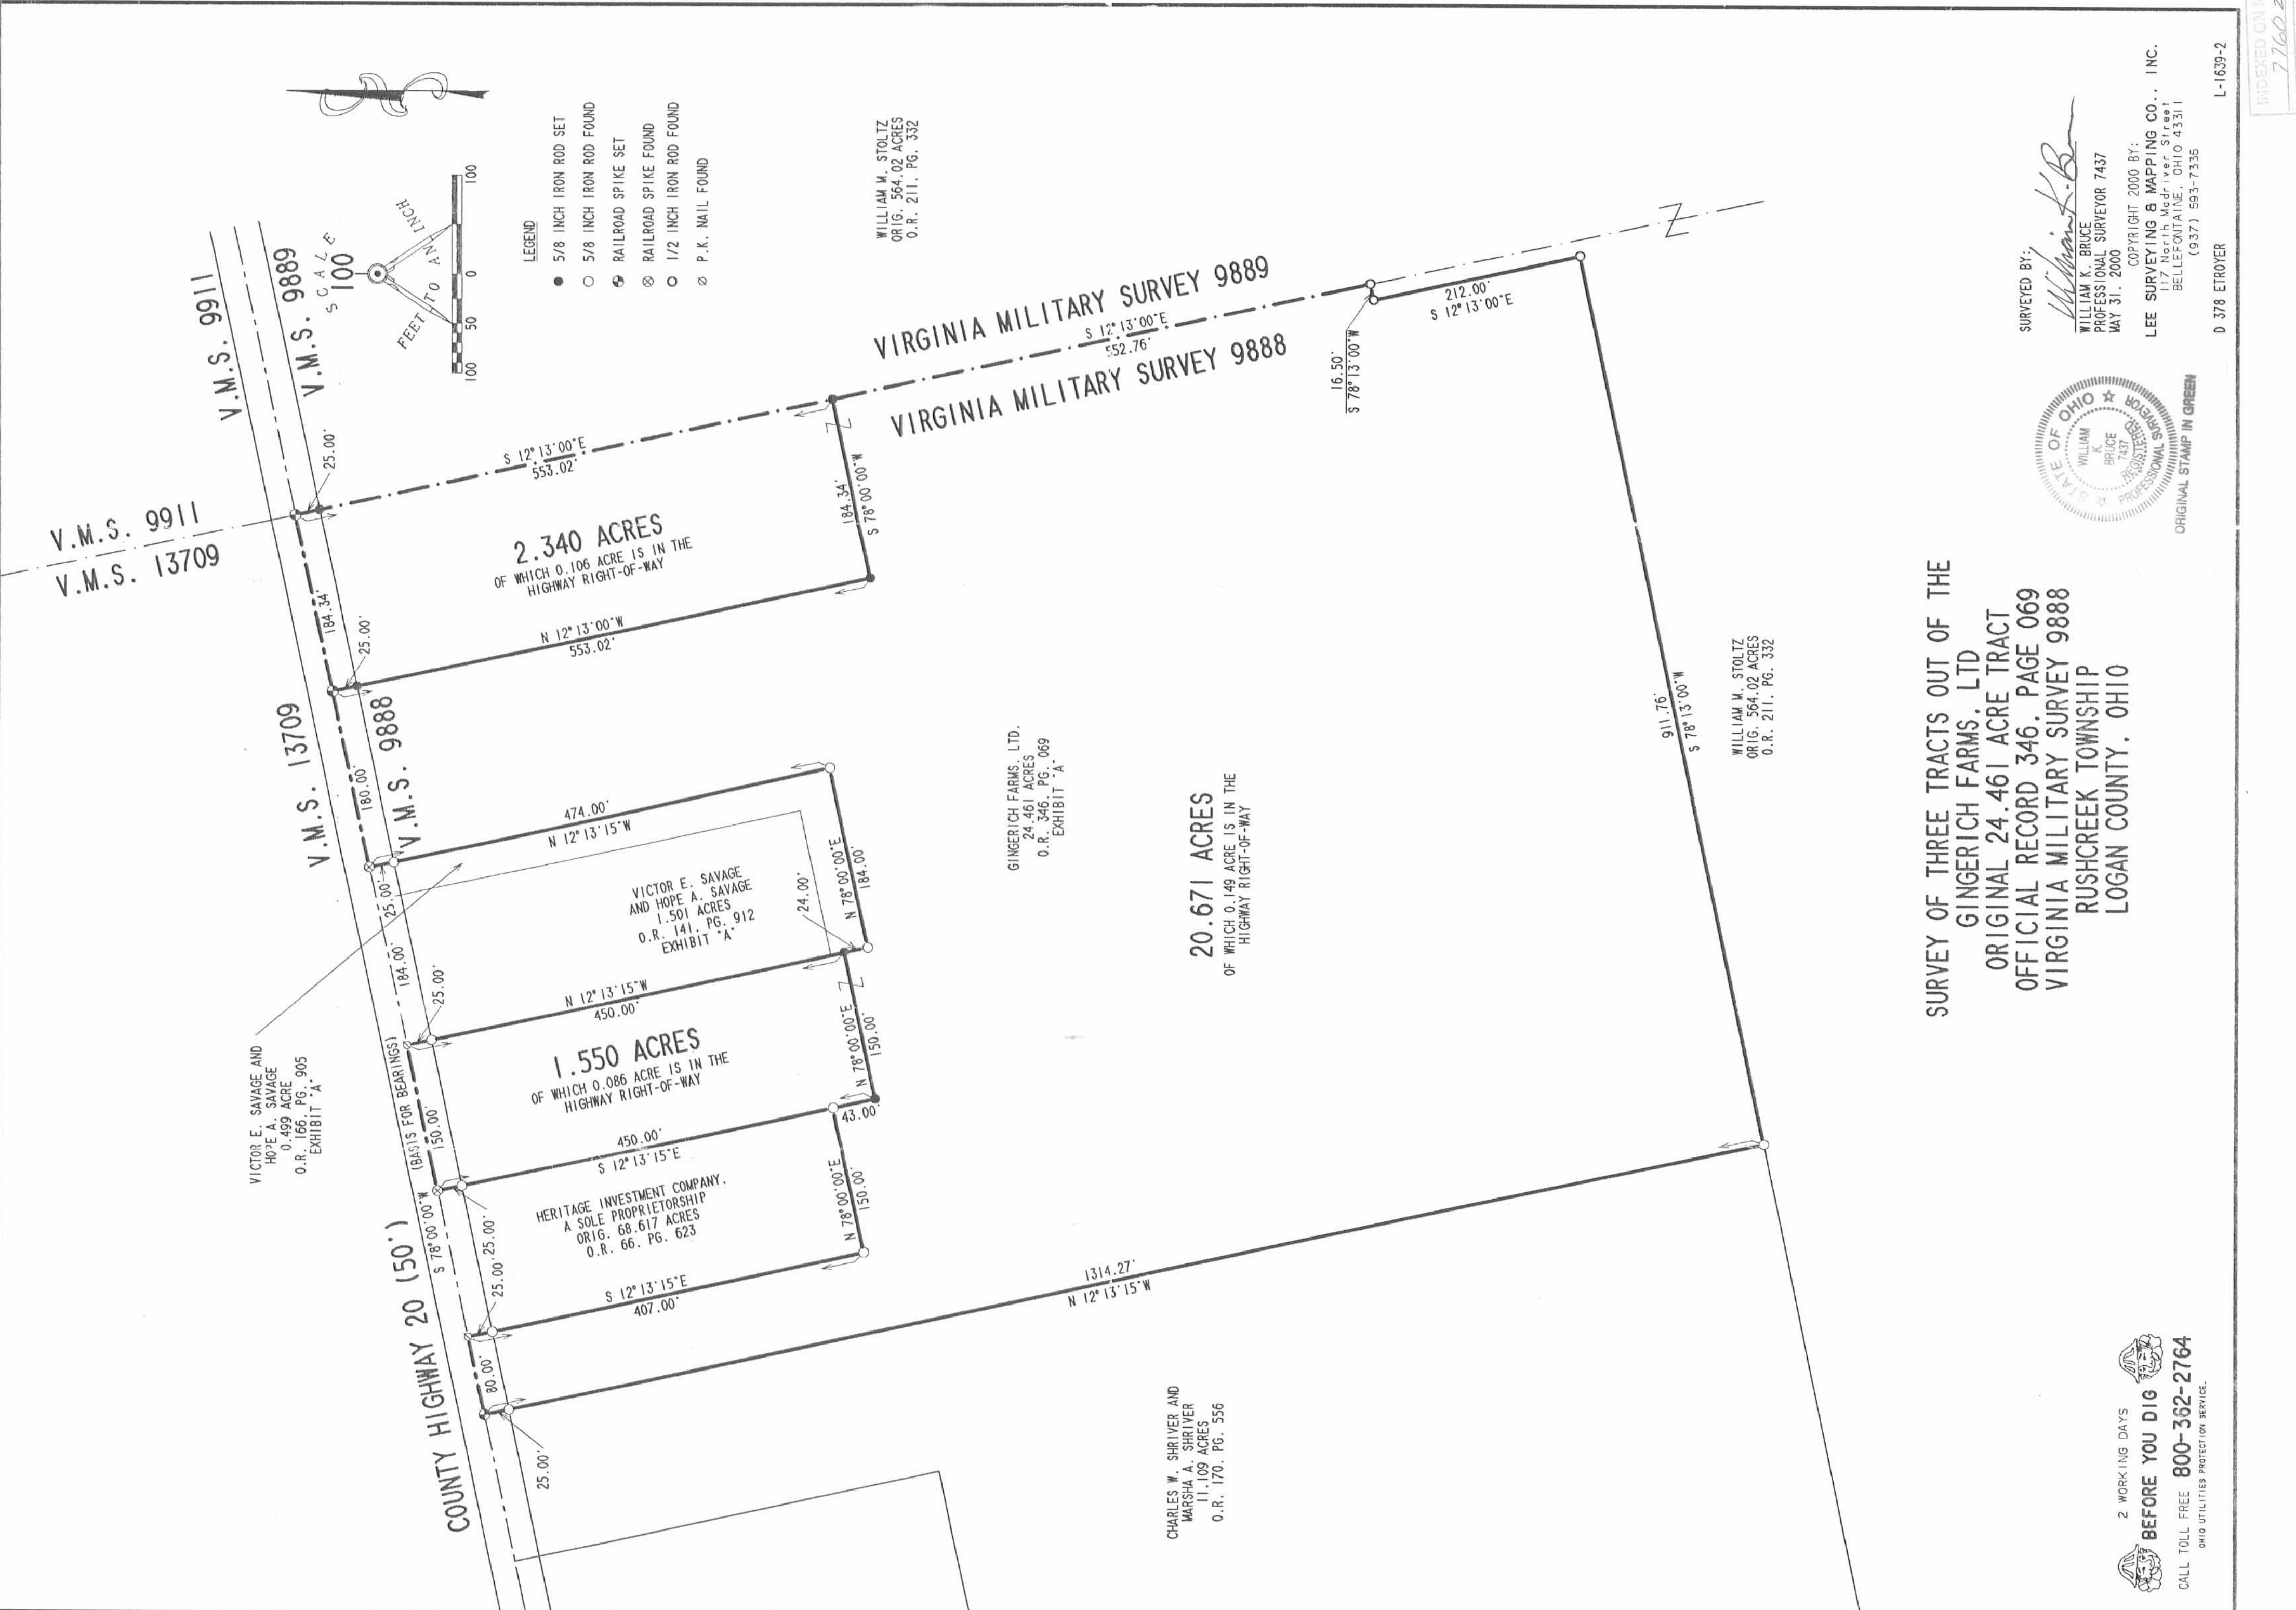 V.M.S. 9911
V.M.S. 13709
V.M.S. 9911
V.M.S. 9889
V.M.S. 13709
V.M.S. 9888
SCALE
100
FEET TO AN INCH
100
50
0
100
LEGEND
5/8 INCH IRON ROD SET
5/8 INCH IRON ROD FOUND
RAILROAD SPIKE SET
RAILROAD SPIKE FOUND
1/2 INCH IRON ROD FOUND
P.K. NAIL FOUND
WILLIAM M. STOLTZ
ORIG. 564.02 ACRES
O.R. 211, PG. 332
VIRGINIA MILITARY SURVEY 9889
S 12°13'00"E
552.76'
VIRGINIA MILITARY SURVEY 9888
25.00'
S 12°13'00"E
553.02'
184.34'
25.00'
2.340 ACRES
OF WHICH 0.106 ACRE IS IN THE
HIGHWAY RIGHT-OF-WAY
N 12°13'00"W
553.02'
184.34'
S 78°00'00"W
16.50'
S 78°13'00"W
212.00'
S 12°13'00"E
180.00'
25.00'
474.00'
N 12°13'15"W
VICTOR E. SAVAGE
AND HOPE A. SAVAGE
1.501 ACRES
O.R. 141, PG. 912
EXHIBIT "A"
24.00'
N 78°00'00"E
184.00'
VICTOR E. SAVAGE AND
HOPE A. SAVAGE
0.499 ACRE
O.R. 166, PG. 905
EXHIBIT "A"
184.00'
25.00'
(BASIS FOR BEARINGS)
N 12°13'15"W
450.00'
1.550 ACRES
OF WHICH 0.086 ACRE IS IN THE
HIGHWAY RIGHT-OF-WAY
N 78°00'00"E
150.00'
150.00'
43.00'
450.00'
S 12°13'15"E
S 78°00'00"W
25.00'
HERITAGE INVESTMENT COMPANY,
A SOLE PROPRIETORSHIP
ORIG. 68.617 ACRES
O.R. 66, PG. 623
N 78°00'00"E
150.00'
25.00'
S 12°13'15"E
407.00'
COUNTY HIGHWAY 20 (50')
80.00'
25.00'
1314.27'
N 12°13'15"W
GINGERICH FARMS, LTD.
24.461 ACRES
O.R. 346, PG. 069
EXHIBIT "A"
20.671 ACRES
OF WHICH 0.149 ACRE IS IN THE
HIGHWAY RIGHT-OF-WAY
911.76'
S 78°13'00"W
WILLIAM M. STOLTZ
ORIG. 564.02 ACRES
O.R. 211, PG. 332
CHARLES W. SHRIVER AND
MARSHA A. SHRIVER
11.109 ACRES
O.R. 170, PG. 556
SURVEY OF THREE TRACTS OUT OF THE
GINGERICH FARMS, LTD
ORIGINAL 24.461 ACRE TRACT
OFFICIAL RECORD 346, PAGE 069
VIRGINIA MILITARY SURVEY 9888
RUSHCREEK TOWNSHIP
LOGAN COUNTY, OHIO
2 WORKING DAYS
BEFORE YOU DIG
CALL TOLL FREE 800-362-2764
OHIO UTILITIES PROTECTION SERVICE.
STATE OF OHIO
WILLIAM
K.
BRUCE
7437
REGISTERED
PROFESSIONAL SURVEYOR
ORIGINAL STAMP IN GREEN
SURVEYED BY:
William K. Bruce
WILLIAM K. BRUCE
PROFESSIONAL SURVEYOR 7437
MAY 31, 2000
COPYRIGHT 2000 BY:
LEE SURVEYING & MAPPING CO., INC.
117 North Madriver Street
BELLEFONTAINE, OHIO 43311
(937) 593-7335
D 378 ETROYER
L-1639-2
INDEXED ON